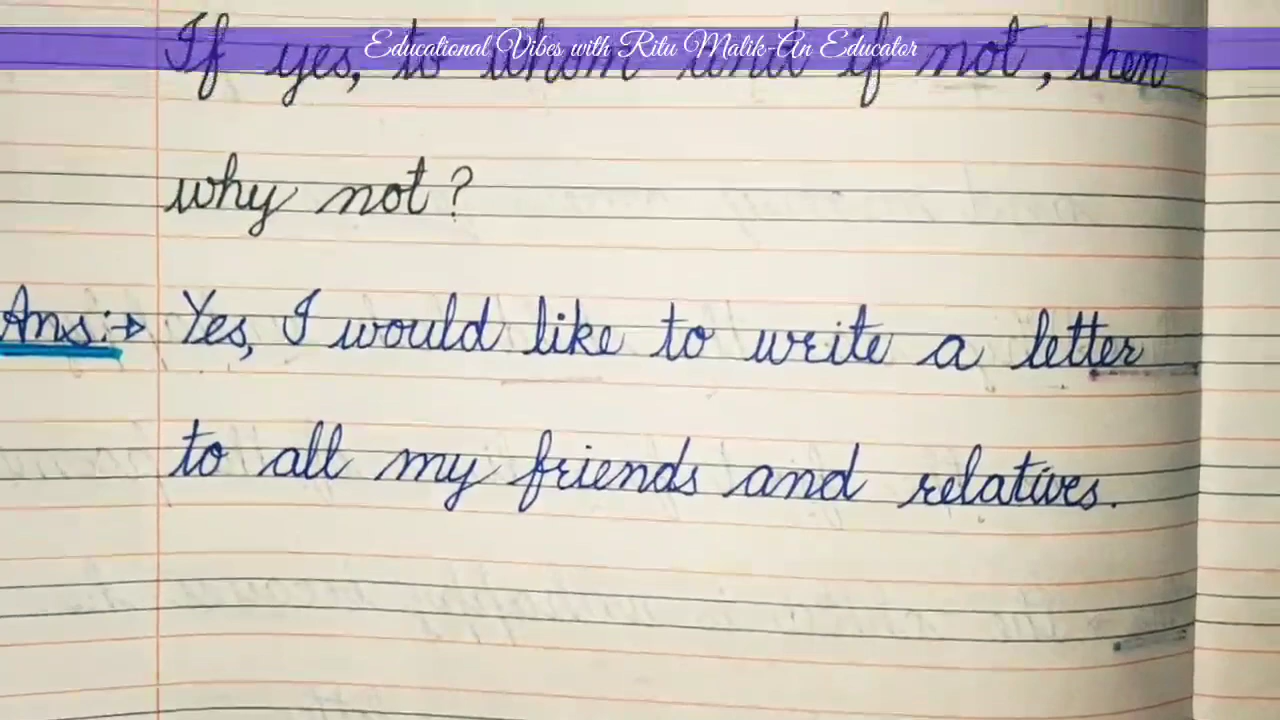 Educational Vibes with Ritu Malik-An Educator
If yes, to whom and if not, then
why not?
Ans:→ Yes, I would like to write a letter
to all my friends and relatives.